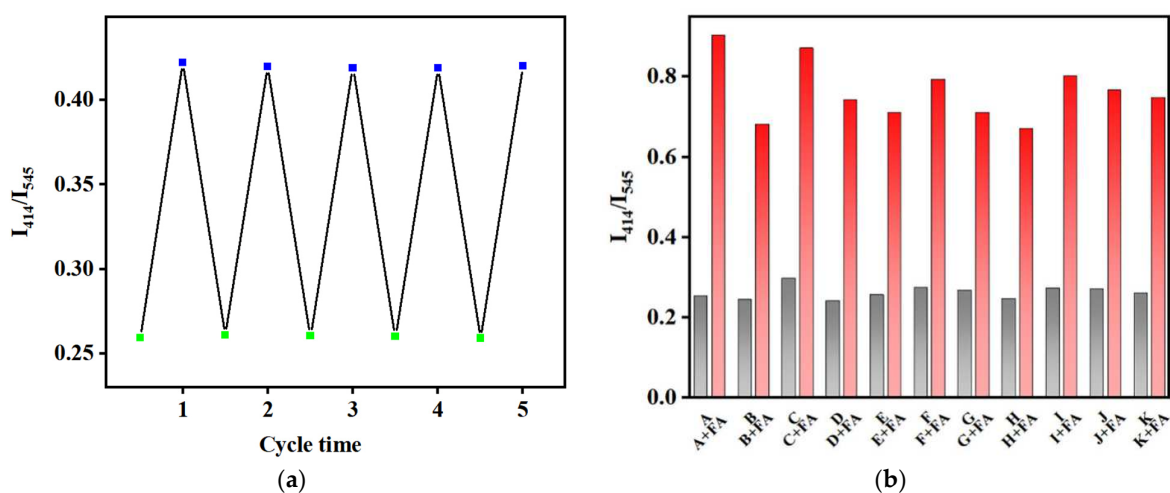 0.40
0.35
0.30
0.25
I414/I545
1 2 3 4 5
Cycle time
(a)
0.8
0.6
0.4
0.2
0.0
I414/I545
A
A+FA
B
B+FA
C
C+FA
D
D+FA
E
E+FA
F
F+FA
G
G+FA
H
H+FA
I
I+FA
J
J+FA
K
K+FA
(b)